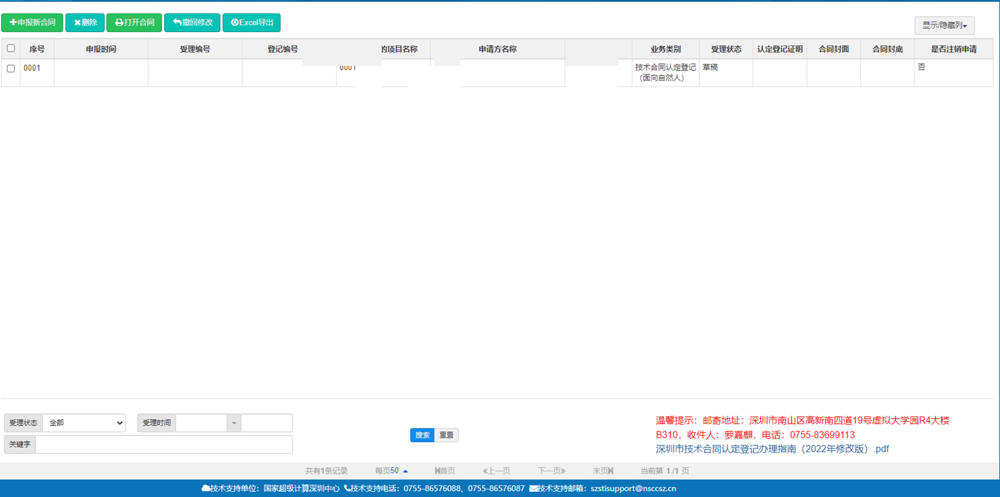 申报新合同 删除 打开合同 撤回修改 Excel导出
显示/隐藏列
序号 申报时间 受理编号 登记编号 的项目名称 申请方名称 业务类别 受理状态 认定登记证明 合同封面 合同封底 是否注销申请
0001 0001 技术合同认定登记 草稿 否
（面向自然人）
受理状态 全部 受理时间 ~
关键字
搜索 重置
温馨提示：邮寄地址：深圳市南山区高新南四道19号虚拟大学园R4大楼
B310，收件人：罗嘉麒，电话：0755-83699113
深圳市技术合同认定登记办理指南（2022年修改版）.pdf
共有1条记录 每页50 首页 上一页 下一页 末页 当前第 1 /1 页
技术支持单位：国家超级计算深圳中心 技术支持电话：0755-86576088、0755-86576087 技术支持邮箱：szstisupport@nsccsz.cn